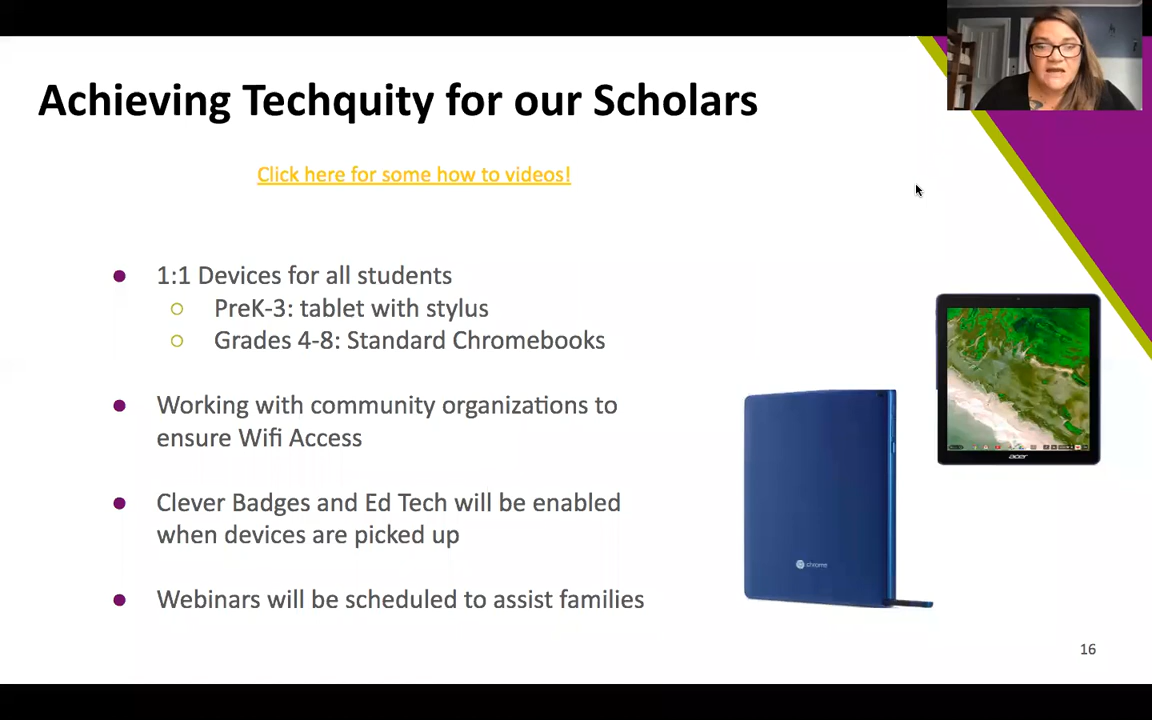 Achieving Techquity for our Scholars
Click here for some how to videos!
1:1 Devices for all students
PreK-3: tablet with stylus
Grades 4-8: Standard Chromebooks
Working with community organizations to
ensure Wifi Access
Clever Badges and Ed Tech will be enabled
when devices are picked up
Webinars will be scheduled to assist families
acer
chrome
16